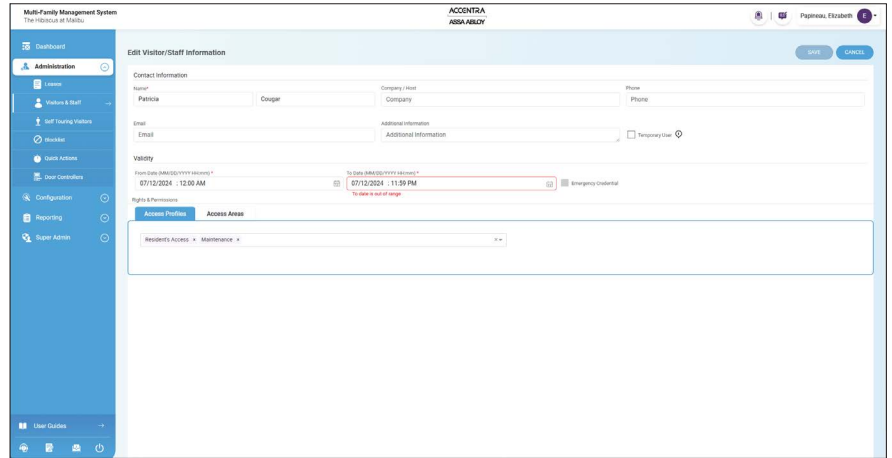 Multi-Family Management System
The Hibiscus at Malibu
ACCENTRA
ASSA ABLOY
Papineau, Elizabeth E
Dashboard
Administration
Leases
Visitors & Staff
Self Touring Visitors
Blocklist
Quick Actions
Door Controllers
Configuration
Reporting
Super Admin
User Guides
Edit Visitor/Staff Information
SAVE CANCEL
Contact Information
Name* Company / Host Phone
Patricia Cougar Company Phone
Email Additional Information
Email Additional Information Temporary User
Validity
From Date (MM/DD/YYYY HH:mm) * To Date (MM/DD/YYYY HH:mm) *
07/12/2024 : 12:00 AM 07/12/2024 : 11:59 PM Emergency Credential
To date is out of range
Rights & Permissions
Access Profiles Access Areas
Resident's Access × Maintenance ×